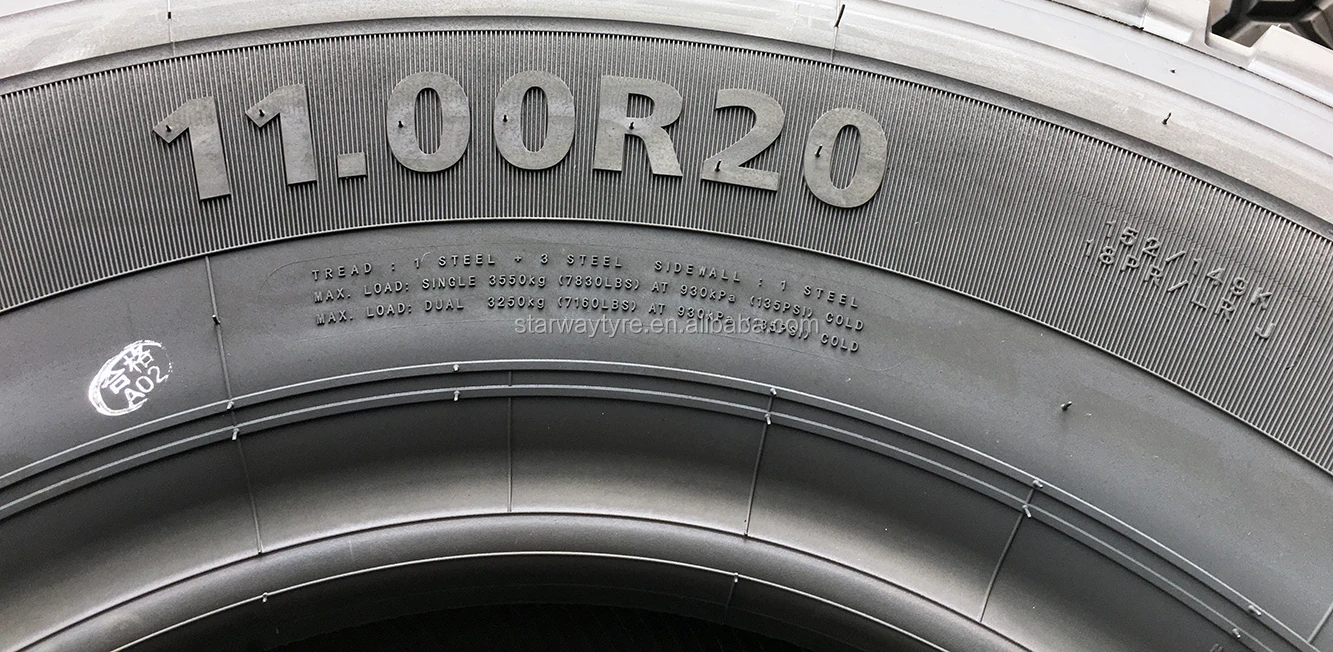 11.00R20
152/149K
18PR/LR J
TREAD : 1 STEEL + 3 STEEL SIDEWALL : 1 STEEL
MAX. LOAD: SINGLE 3550kg (7830LBS) AT 930kPa (135PSI) COLD
MAX. LOAD: DUAL 3250kg (7160LBS) AT 930kPa (135PSI) COLD
starwaytyre.en.alibaba.com
合格
A02